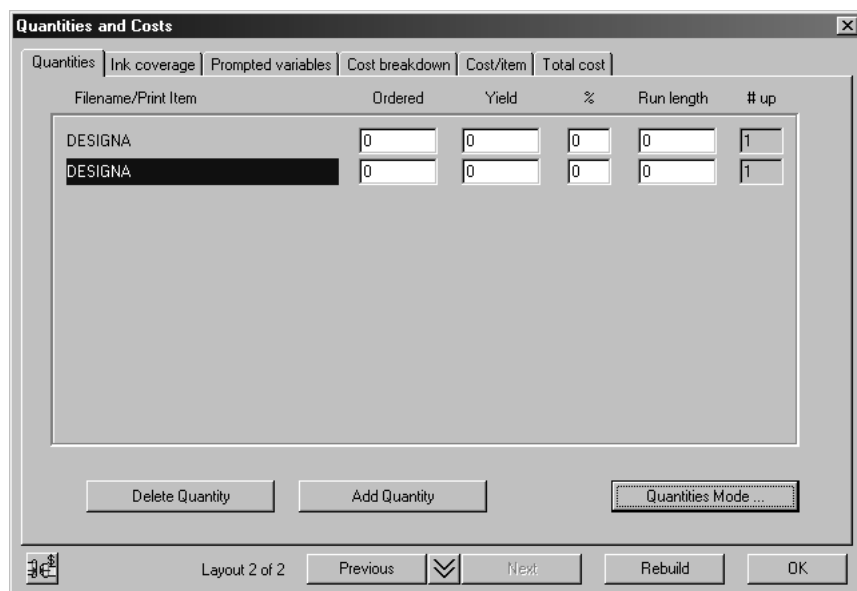 Quantities and Costs
Quantities Ink coverage Prompted variables Cost breakdown Cost/item Total cost
Filename/Print Item Ordered Yield % Run length # up
DESIGNA 0 0 0 0 1
DESIGNA 0 0 0 0 1
Delete Quantity Add Quantity Quantities Mode ...
Layout 2 of 2 Previous Next Rebuild OK